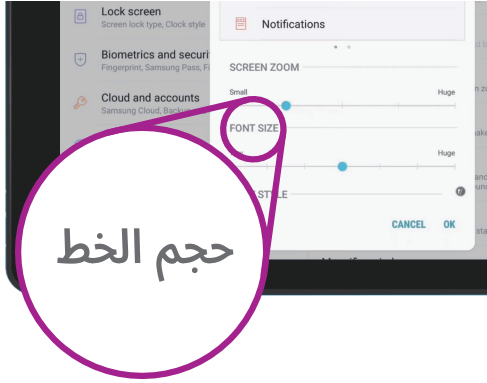 Lock screen
Screen lock type, Clock style
Biometrics and securi
Fingerprint, Samsung Pass, Fi
Cloud and accounts
Samsung Cloud, Backup
Notifications
SCREEN ZOOM
Small
Huge
FONT SIZE
Huge
STYLE
CANCEL OK
حجم الخط